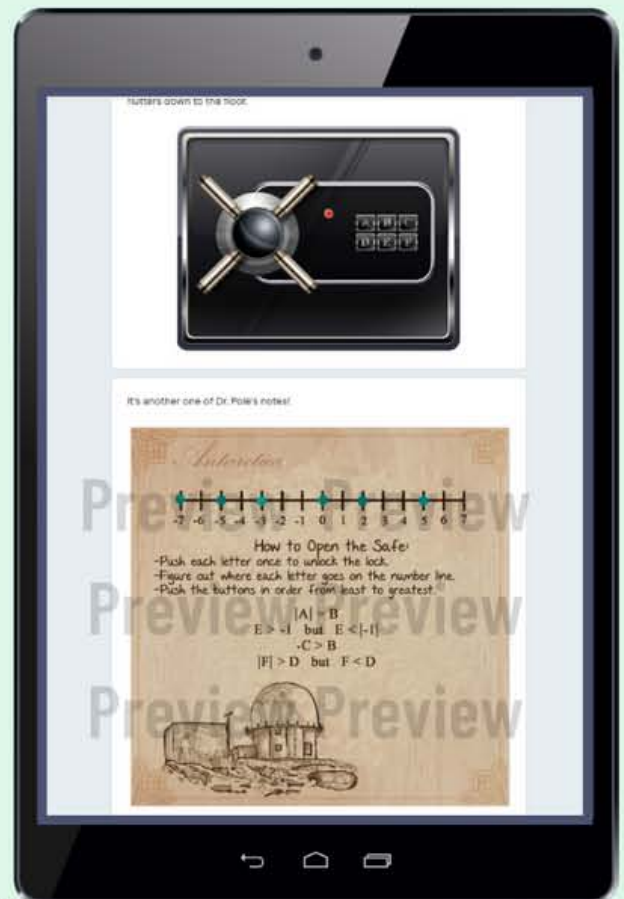 flutters down to the floor.
A B C
D E F
It's another one of Dr. Pole's notes!
Antarctica
-7 -6 -5 -4 -3 -2 -1 0 1 2 3 4 5 6 7
How to Open the Safe:
-Push each letter once to unlock the lock.
-Figure out where each letter goes on the number line.
-Push the buttons in order from least to greatest.
|A| = B
E > -1 but E < |-1|
-C > B
|F| > D but F < D
Preview Preview
Preview Preview
Preview Preview